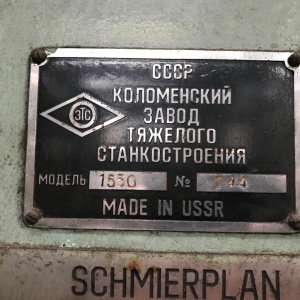 СССР
КОЛОМЕНСКИЙ
ЗАВОД
ТЯЖЕЛОГО
СТАНКОСТРОЕНИЯ
МОДЕЛЬ 1550 №
MADE IN USSR
SCHMIERPLAN